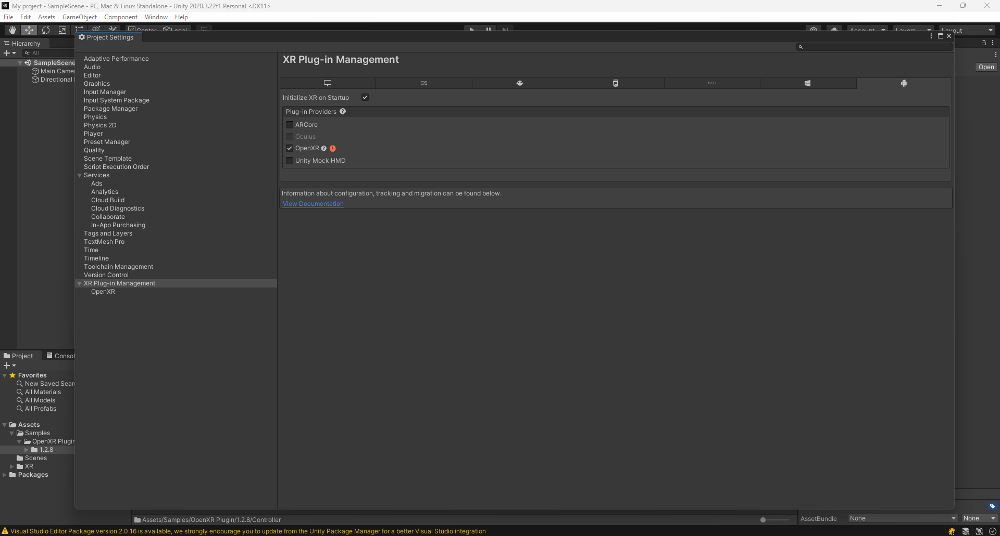 My project - SampleScene - PC, Mac & Linux Standalone - Unity 2020.3.22f1 Personal <DX11>
File Edit Assets GameObject Component Window Help
Center Local Account Layers Layout
Project Settings
Hierarchy
All
SampleScene
Main Camer
Directional
Open
Adaptive Performance
Audio
Editor
Graphics
Input Manager
Input System Package
Package Manager
Physics
Physics 2D
Player
Preset Manager
Quality
Scene Template
Script Execution Order
Services
Ads
Analytics
Cloud Build
Cloud Diagnostics
Collaborate
In-App Purchasing
Tags and Layers
TextMesh Pro
Time
Timeline
Toolchain Management
Version Control
XR Plug-in Management
OpenXR
XR Plug-in Management
iOS tvOS
Initialize XR on Startup
Plug-in Providers
ARCore
Oculus
OpenXR
Unity Mock HMD
Information about configuration, tracking and migration can be found below.
View Documentation
Project Consol
Favorites
New Saved Sear
All Materials
All Models
All Prefabs
Assets
Samples
OpenXR Plugin
1.2.8
Scenes
XR
Packages
Assets/Samples/OpenXR Plugin/1.2.8/Controller
AssetBundle None None
Visual Studio Editor Package version 2.0.16 is available, we strongly encourage you to update from the Unity Package Manager for a better Visual Studio integration